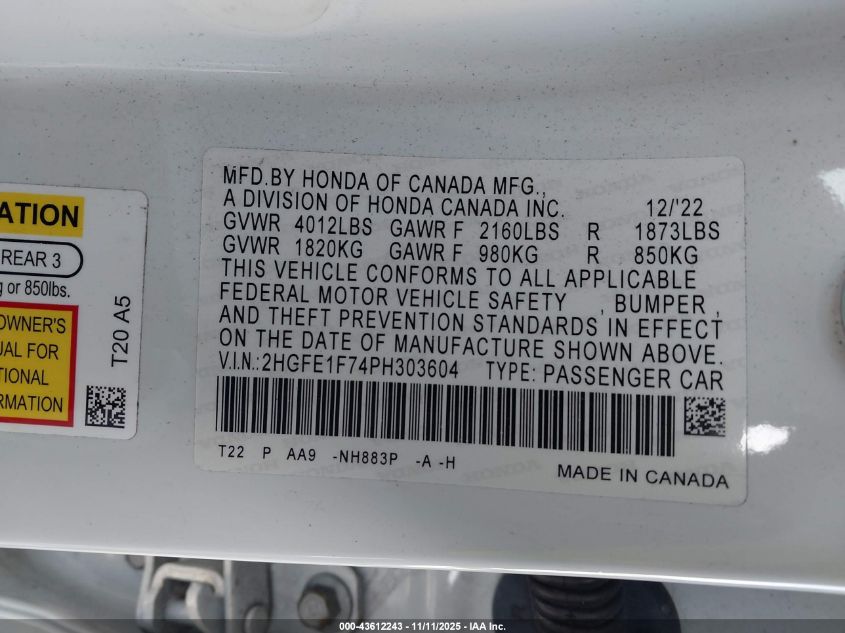 ATION
REAR 3
g or 850lbs.
OWNER'S
UAL FOR
TIONAL
RMATION
T20 A5
MFD.BY HONDA OF CANADA MFG.,
A DIVISION OF HONDA CANADA INC. 12/'22
GVWR 4012LBS GAWR F 2160LBS R 1873LBS
GVWR 1820KG GAWR F 980KG R 850KG
THIS VEHICLE CONFORMS TO ALL APPLICABLE
FEDERAL MOTOR VEHICLE SAFETY , BUMPER ,
AND THEFT PREVENTION STANDARDS IN EFFECT
ON THE DATE OF MANUFACTURE SHOWN ABOVE.
V.I.N.:2HGFE1F74PH303604 TYPE: PASSENGER CAR
T22 P AA9 -NH883P -A -H
MADE IN CANADA
000-43612243 - 11/11/2025 - IAA Inc.